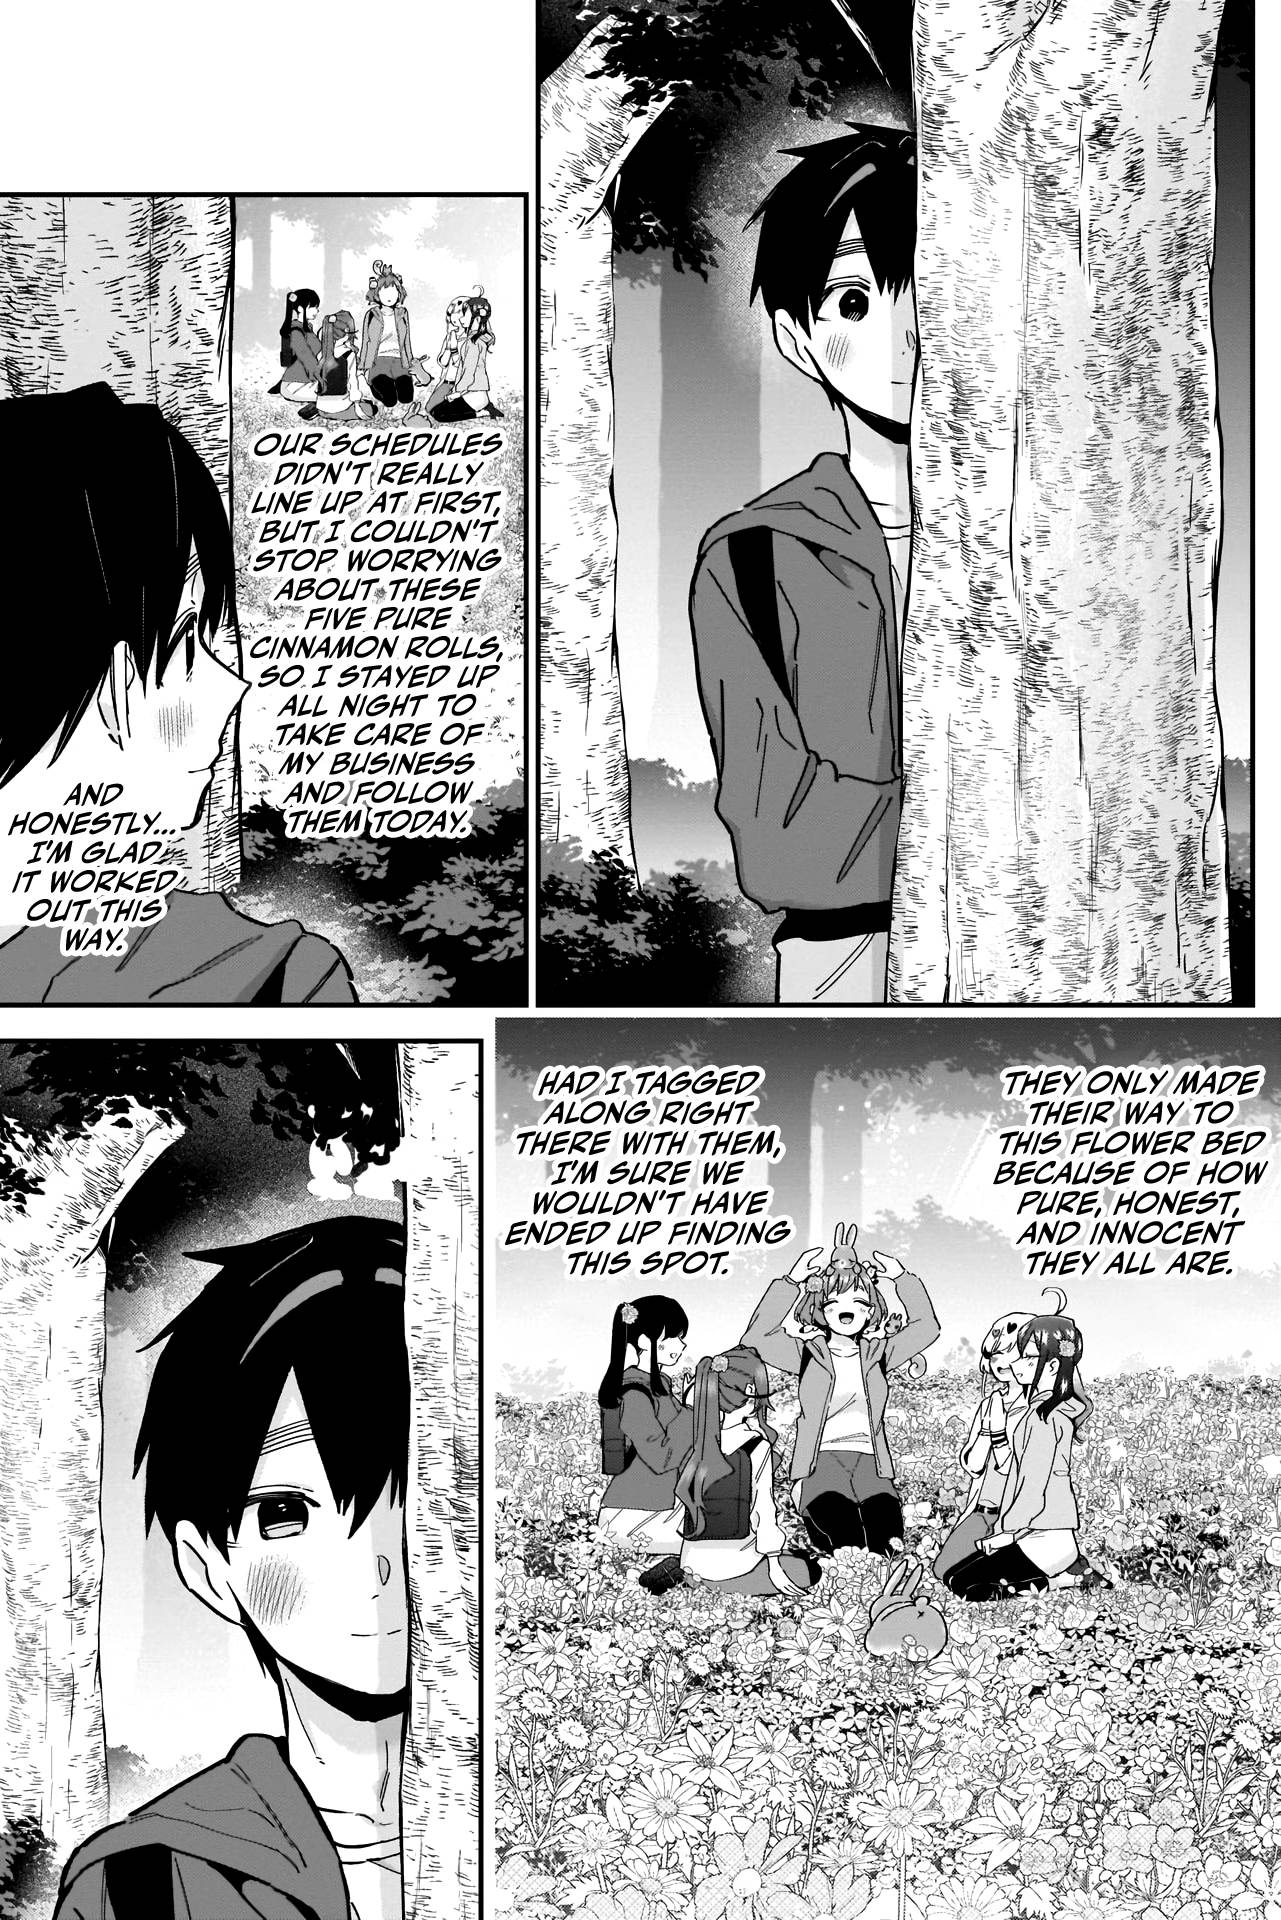 OUR SCHEDULES
DIDN'T REALLY
LINE UP AT FIRST,
BUT I COULDN'T
STOP WORRYING
ABOUT THESE
FIVE PURE
CINNAMON ROLLS,
SO I STAYED UP
ALL NIGHT TO
TAKE CARE OF
MY BUSINESS
AND FOLLOW
THEM TODAY.
AND
HONESTLY...
I'M GLAD
IT WORKED
OUT THIS
WAY.
THEY ONLY MADE
THEIR WAY TO
THIS FLOWER BED
BECAUSE OF HOW
PURE, HONEST,
AND INNOCENT
THEY ALL ARE.
HAD I TAGGED
ALONG RIGHT
THERE WITH THEM,
I'M SURE WE
WOULDN'T HAVE
ENDED UP FINDING
THIS SPOT.